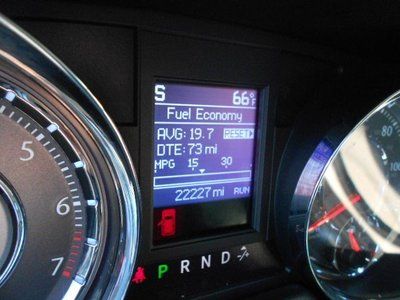 S 66°F
Fuel Economy
AVG: 19.7 RESET
DTE: 73 mi
MPG 15 30
22227 mi RUN
P R N D
5
6
7
80
100